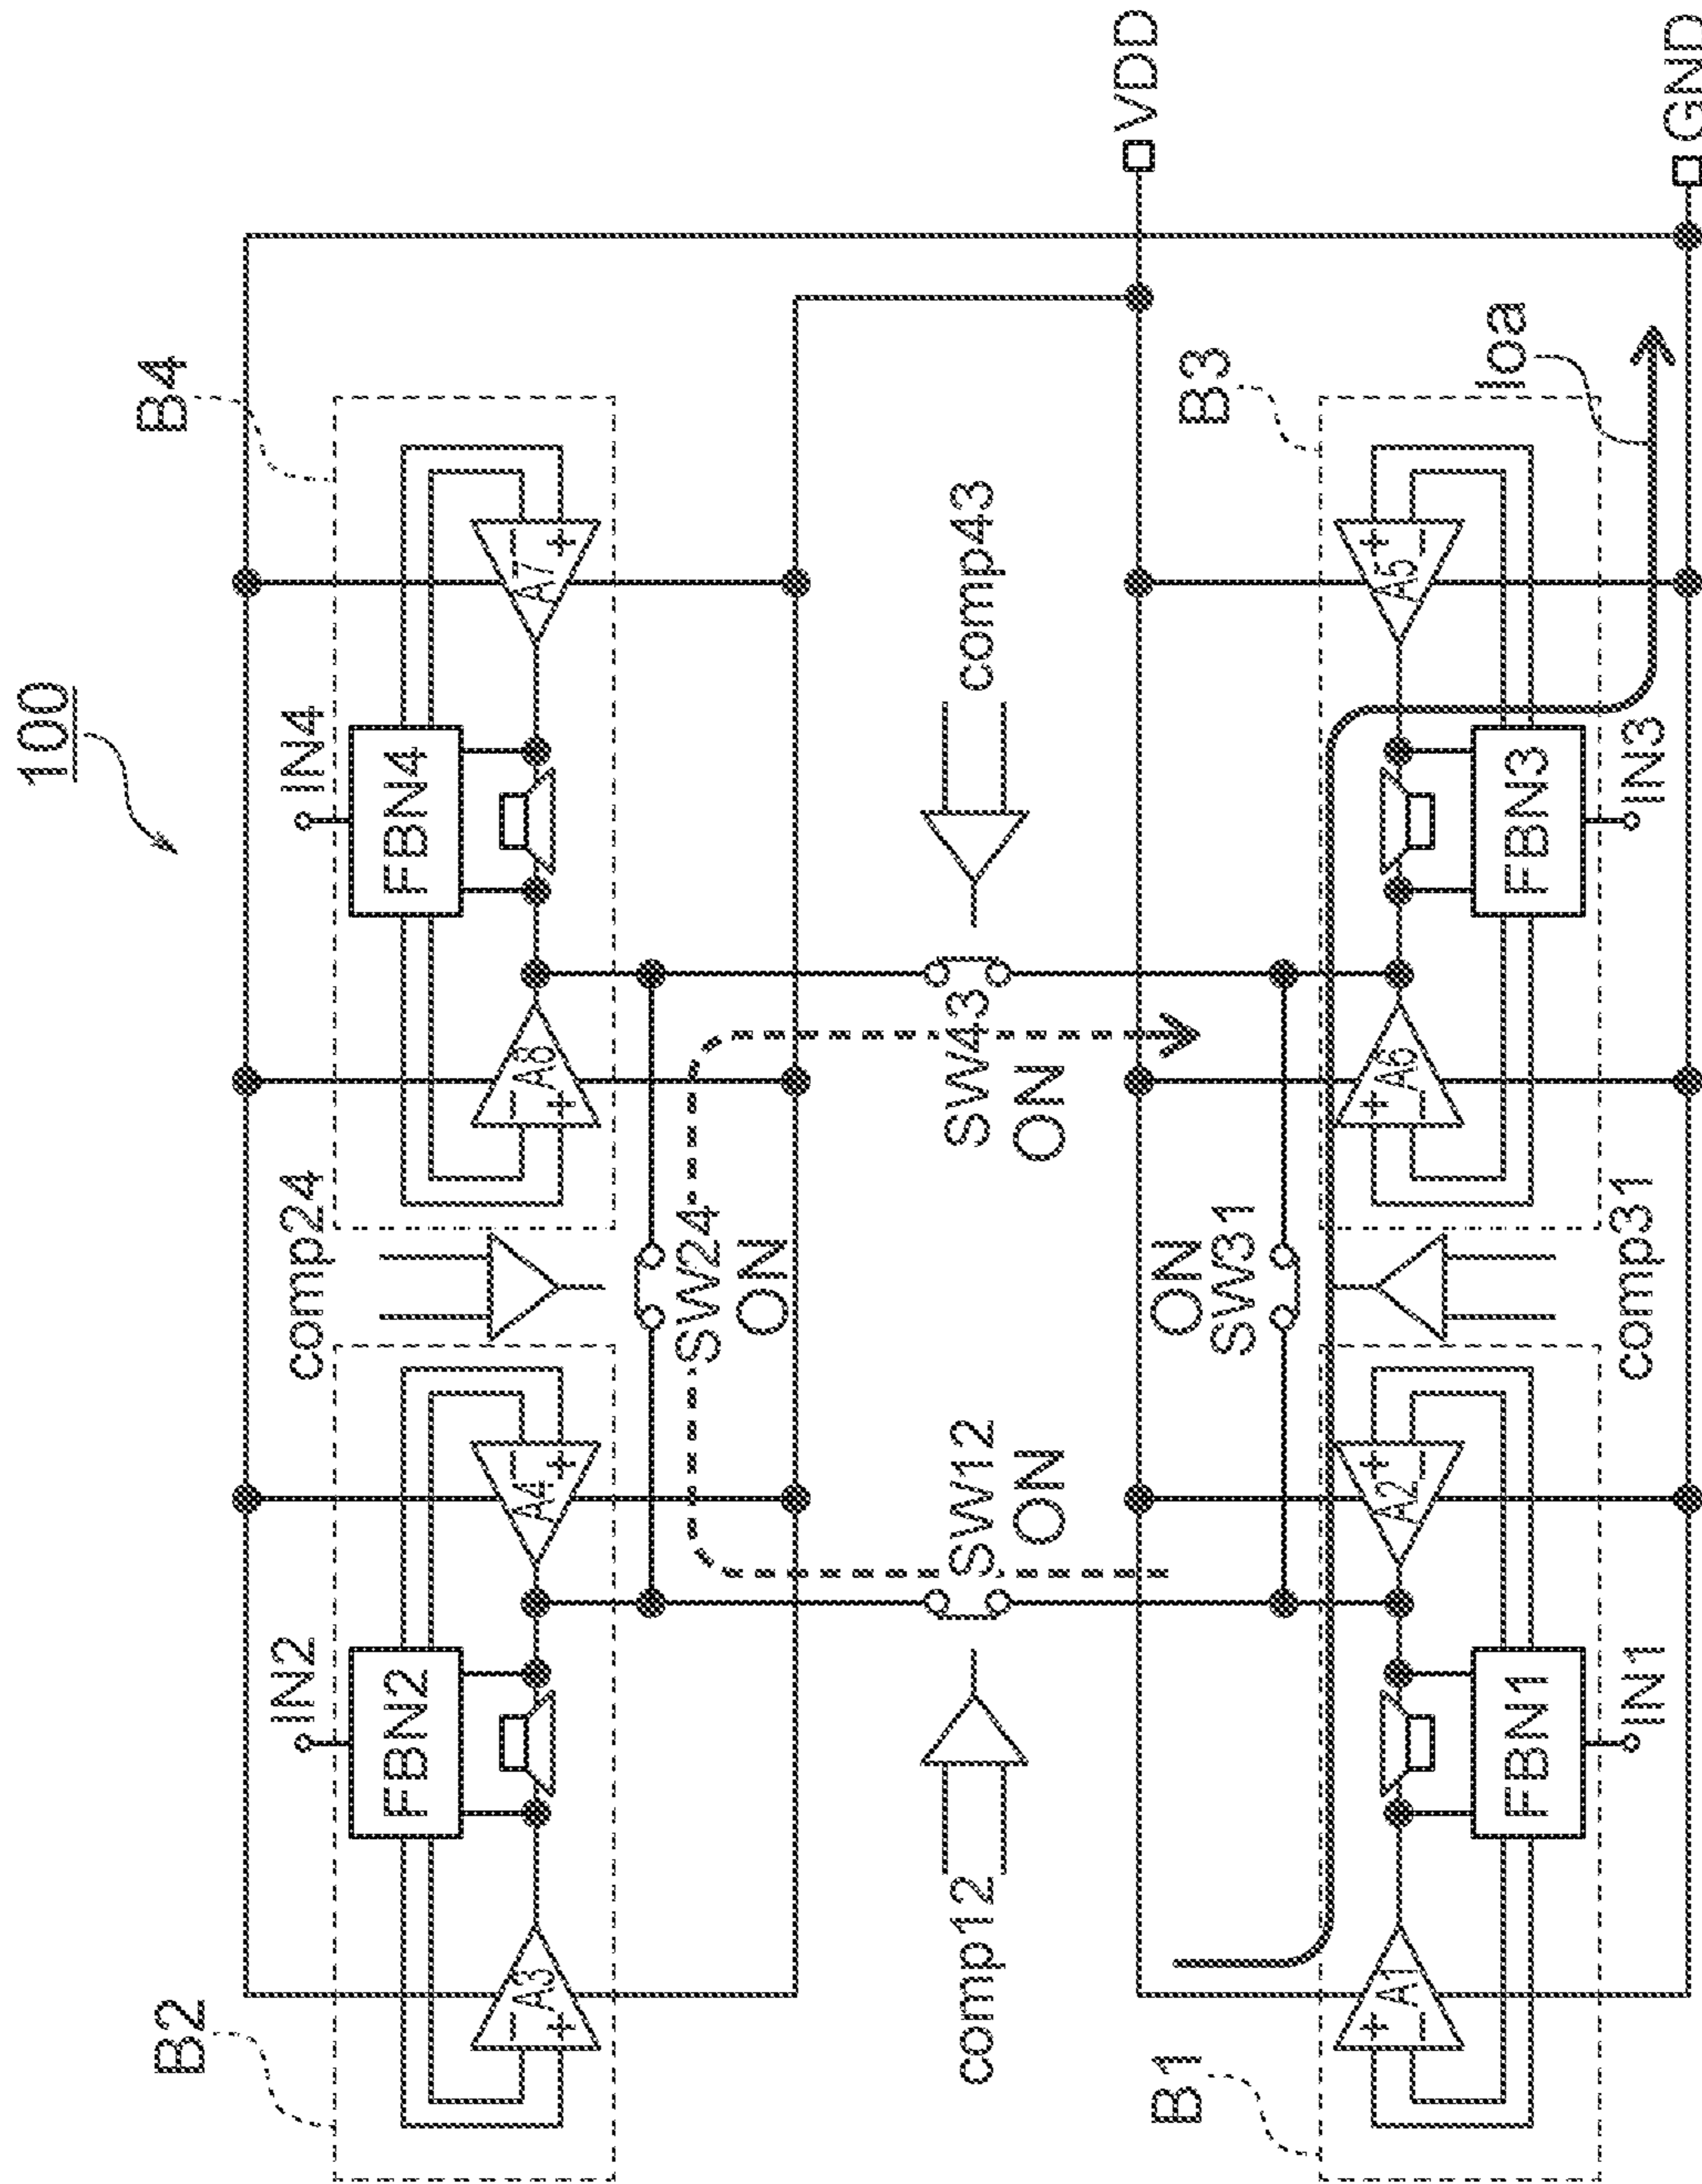 100
B2
B4
IN2
IN4
FBN2
FBN4
comp24
A3
−
+
A4
−
+
A8
−
+
A7
−
+
SW24
ON
comp12
SW12
ON
SW43
ON
comp43
VDD
ON
SW31
B1
B3
A1
+
−
A2
+
−
A6
+
−
A5
+
−
Ioa
FBN1
FBN3
IN1
IN3
comp31
GND